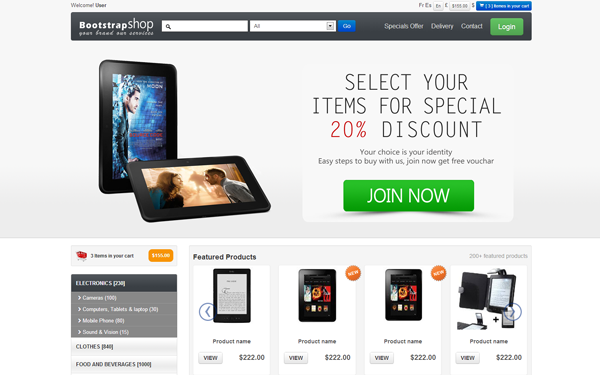 Welcome! User
Fr Es En £ $155.00 $ [ 3 ] Items in your cart
BootstrapShop
your brand our services
All
Go
Specials Offer Delivery Contact Login
MOON
SELECT YOUR
ITEMS FOR SPECIAL
20% DISCOUNT
Your choice is your identity
Easy steps to buy with us, join now get free vouchar
JOIN NOW
3 Items in your cart $155.00
ELECTRONICS [230]
Cameras (100)
Computers, Tablets & laptop (30)
Mobile Phone (80)
Sound & Vision (15)
CLOTHES [840]
FOOD AND BEVERAGES [1000]
Featured Products 200+ featured products
NEW
NEW
Product name Product name Product name Product name
VIEW $222.00 VIEW $222.00 VIEW $222.00 VIEW $222.00